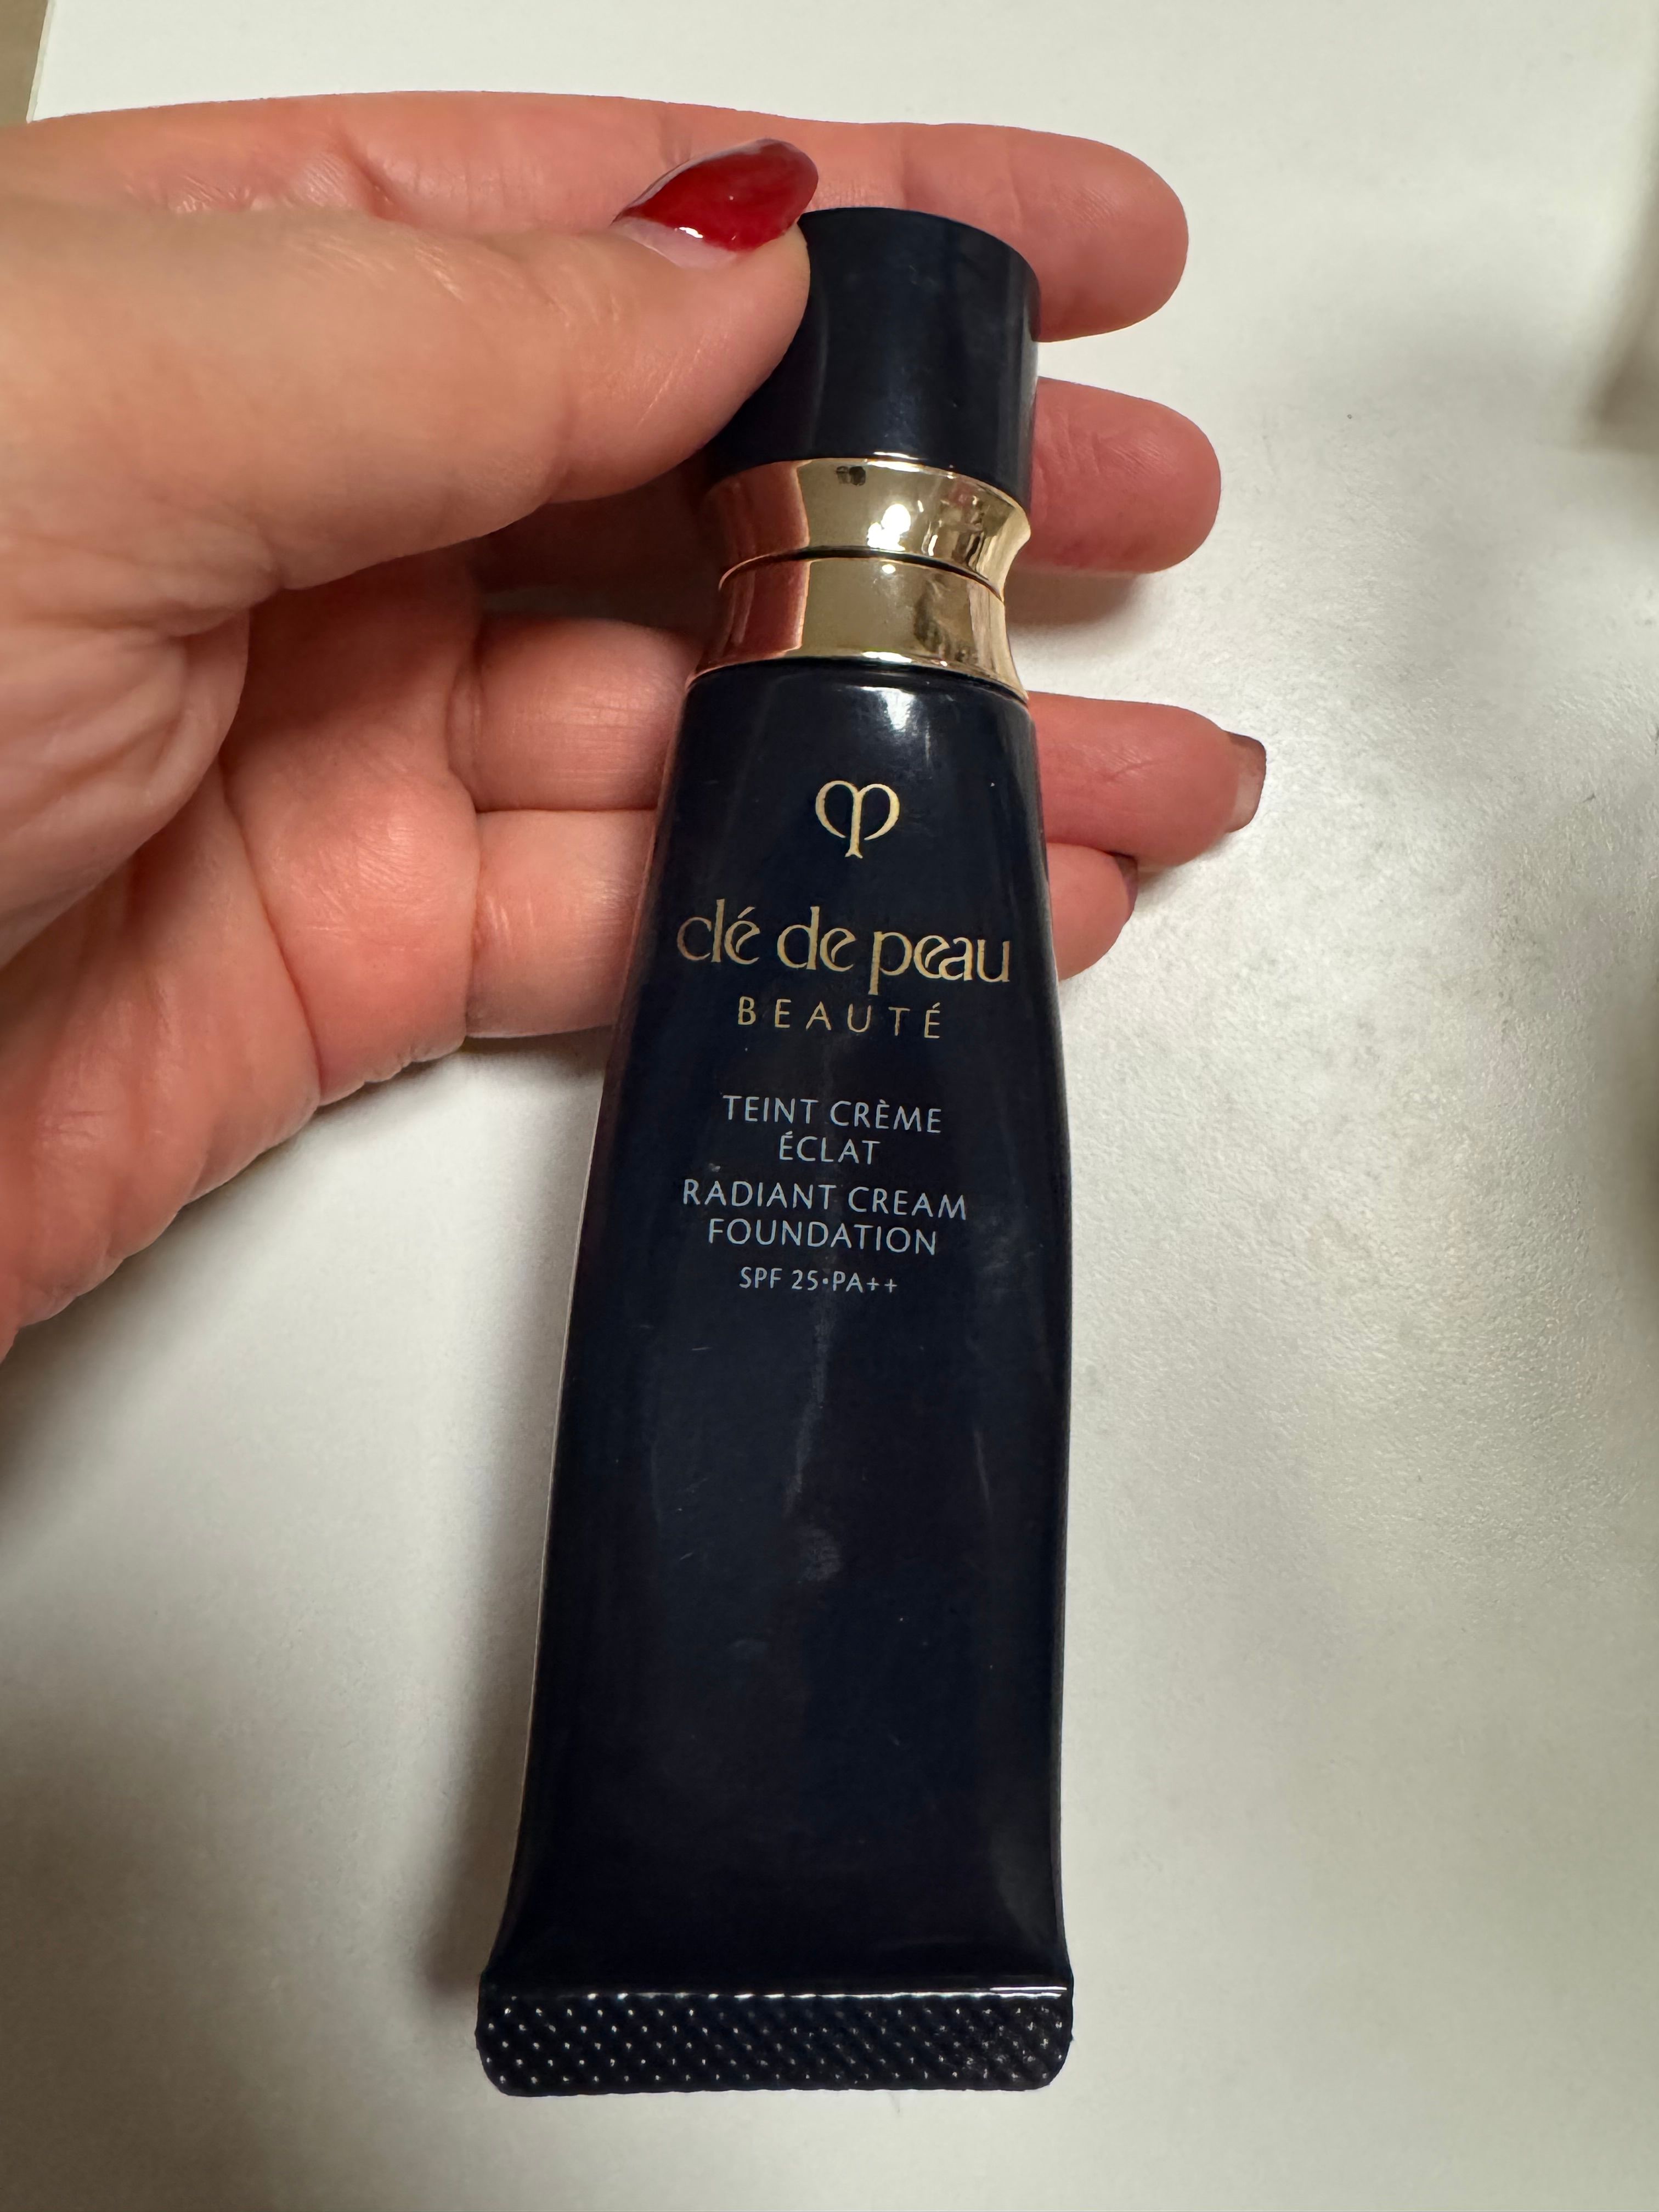 clé de peau
BEAUTÉ
TEINT CRÈME
ÉCLAT
RADIANT CREAM
FOUNDATION
SPF 25•PA++